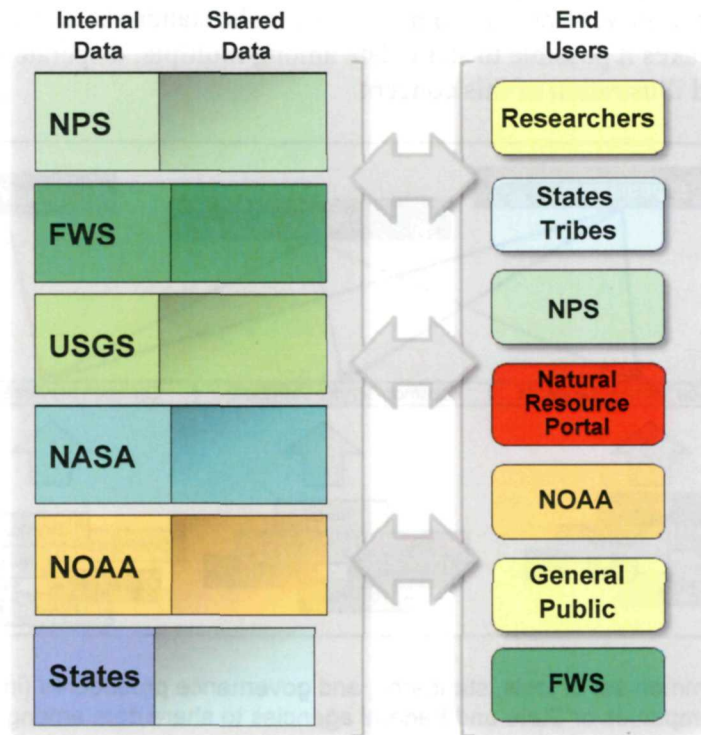 Internal Data
Shared Data
End Users
NPS
FWS
USGS
NASA
NOAA
States
Researchers
States
Tribes
NPS
Natural
Resource
Portal
NOAA
General
Public
FWS